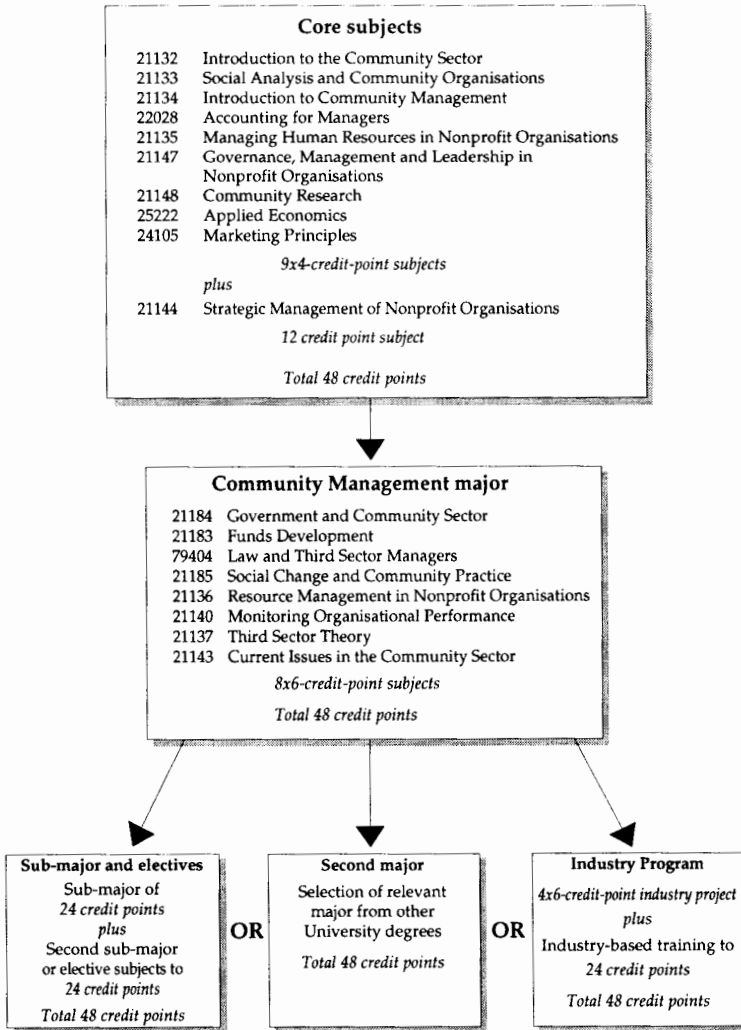 Core subjects
21132 Introduction to the Community Sector
21133 Social Analysis and Community Organisations
21134 Introduction to Community Management
22028 Accounting for Managers
21135 Managing Human Resources in Nonprofit Organisations
21147 Governance, Management and Leadership in
Nonprofit Organisations
21148 Community Research
25222 Applied Economics
24105 Marketing Principles
9x4-credit-point subjects
plus
21144 Strategic Management of Nonprofit Organisations
12 credit point subject
Total 48 credit points
Community Management major
21184 Government and Community Sector
21183 Funds Development
79404 Law and Third Sector Managers
21185 Social Change and Community Practice
21136 Resource Management in Nonprofit Organisations
21140 Monitoring Organisational Performance
21137 Third Sector Theory
21143 Current Issues in the Community Sector
8x6-credit-point subjects
Total 48 credit points
Sub-major and electives
Sub-major of
24 credit points
plus
Second sub-major
or elective subjects to
24 credit points
Total 48 credit points
OR
Second major
Selection of relevant
major from other
University degrees
Total 48 credit points
OR
Industry Program
4x6-credit-point industry project
plus
Industry-based training to
24 credit points
Total 48 credit points